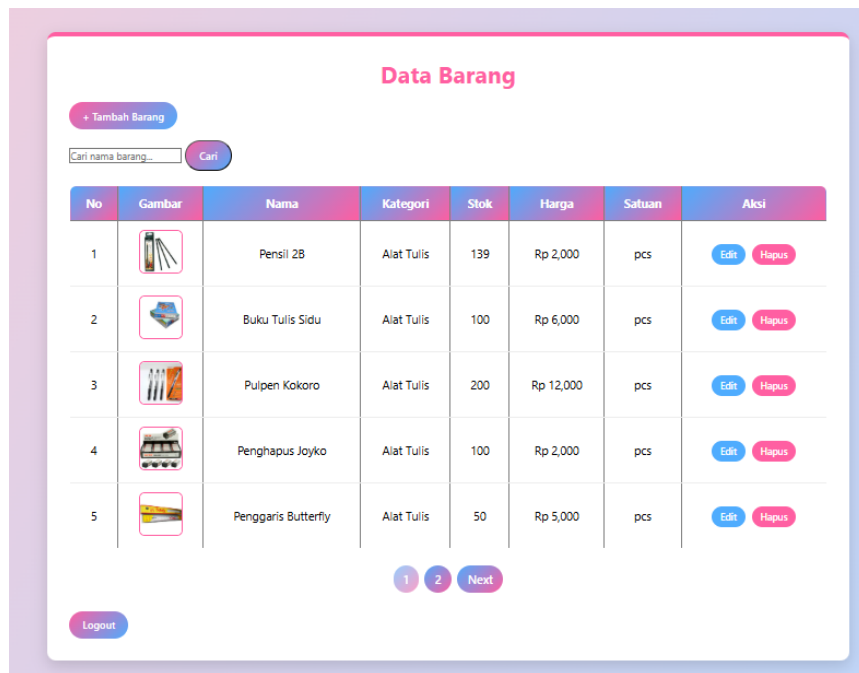 Data Barang
+ Tambah Barang
Cari nama barang... Cari
No Gambar Nama Kategori Stok Harga Satuan Aksi
1 Pensil 2B Alat Tulis 139 Rp 2,000 pcs Edit Hapus
2 Buku Tulis Sidu Alat Tulis 100 Rp 6,000 pcs Edit Hapus
3 Pulpen Kokoro Alat Tulis 200 Rp 12,000 pcs Edit Hapus
4 Penghapus Joyko Alat Tulis 100 Rp 2,000 pcs Edit Hapus
5 Penggaris Butterfly Alat Tulis 50 Rp 5,000 pcs Edit Hapus
1 2 Next
Logout